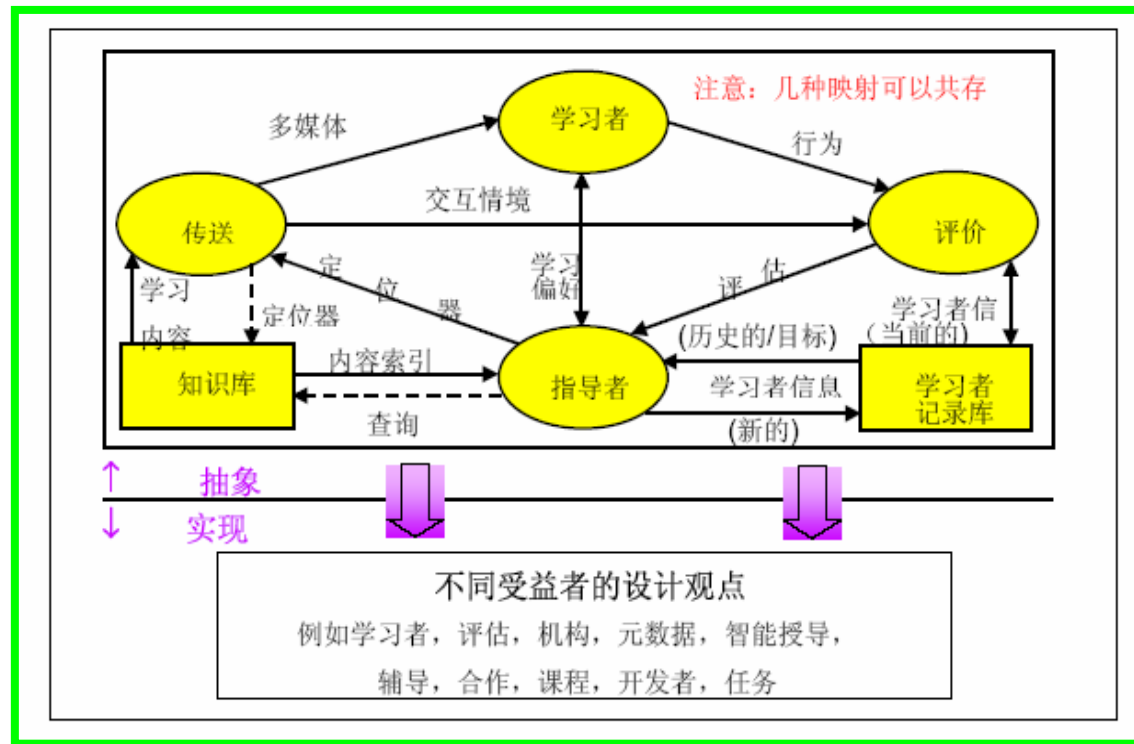 注意：几种映射可以共存
学习者
多媒体
行为
交互情境
传送
评价
学习
偏好
定位器
评估
学习
内容
定位器
学习者信
(历史的/目标)
（当前的)
知识库
内容索引
指导者
学习者信息
学习者
记录库
查询
(新的)
↑ 抽象
↓ 实现
不同受益者的设计观点
例如学习者，评估，机构，元数据，智能授导，
辅导，合作，课程，开发者，任务